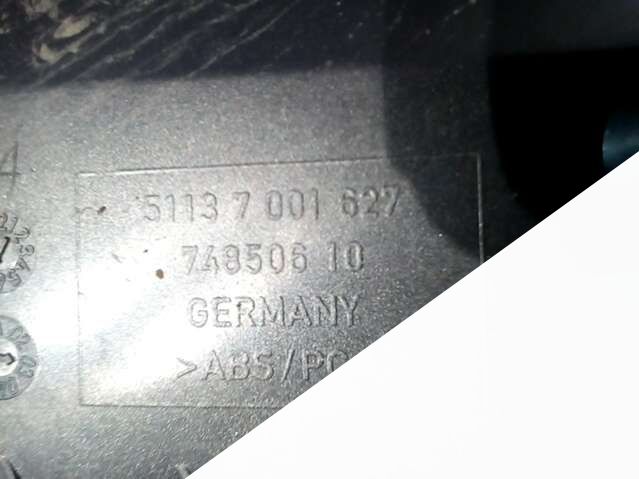 5113 7 001 627
748506 10
GERMANY
>ABS/PC